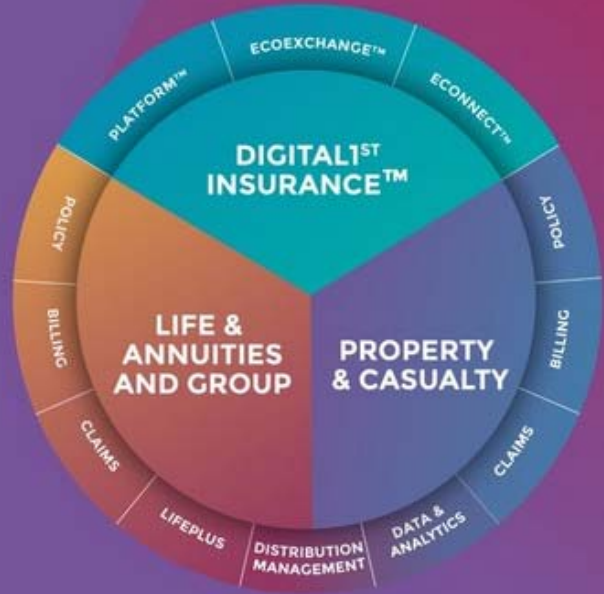 PLATFORM™
ECOEXCHANGE™
ECONNECT™
DIGITAL1ST
INSURANCE™
POLICY
BILLING
CLAIMS
LIFEPLUS
DISTRIBUTION
MANAGEMENT
DATA &
ANALYTICS
CLAIMS
BILLING
POLICY
LIFE &
ANNUITIES
AND GROUP
PROPERTY
& CASUALTY